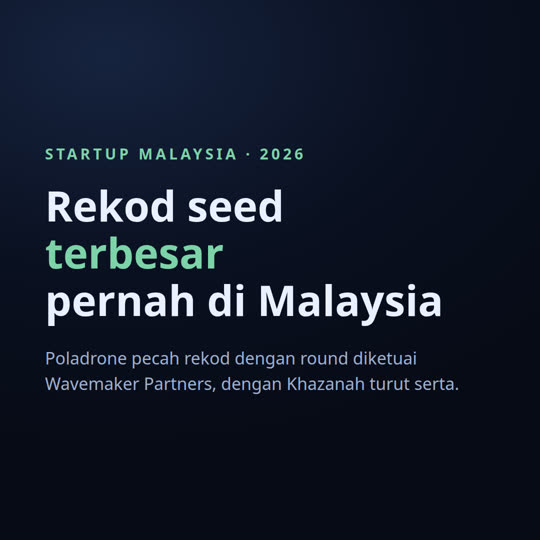 STARTUP MALAYSIA · 2026
Rekod seed
terbesar
pernah di Malaysia
Poladrone pecah rekod dengan round diketuai
Wavemaker Partners, dengan Khazanah turut serta.